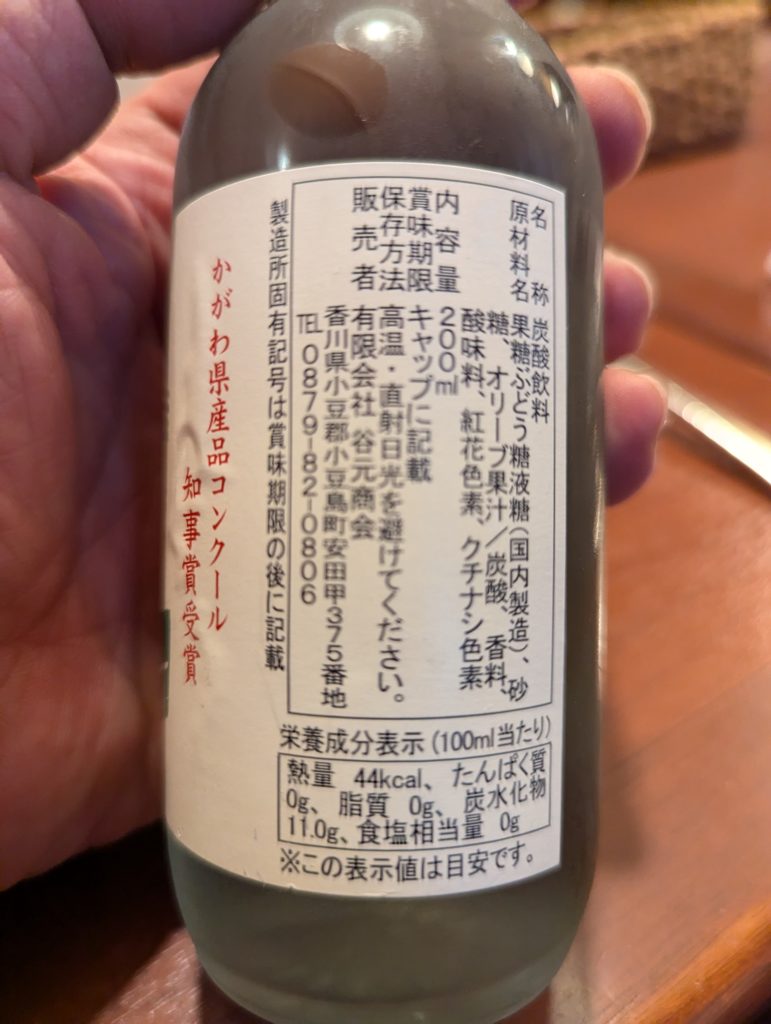 名称 炭酸飲料
原材料名 果糖ぶどう糖液糖(国内製造)、砂
糖、オリーブ果汁/炭酸、香料、
酸味料、紅花色素、クチナシ色素
内容量 200ml
賞味期限 キャップに記載
保存方法 高温・直射日光を避けてください。
販売者 有限会社 谷元商会
香川県小豆郡小豆島町安田甲375番地
TEL 0879-82-0806
製造所固有記号は賞味期限の後に記載
かがわ県産品コンクール
知事賞受賞
栄養成分表示(100ml当たり)
熱量 44kcal、たんぱく質
0g、脂質 0g、炭水化物
11.0g、食塩相当量 0g
※この表示値は目安です。